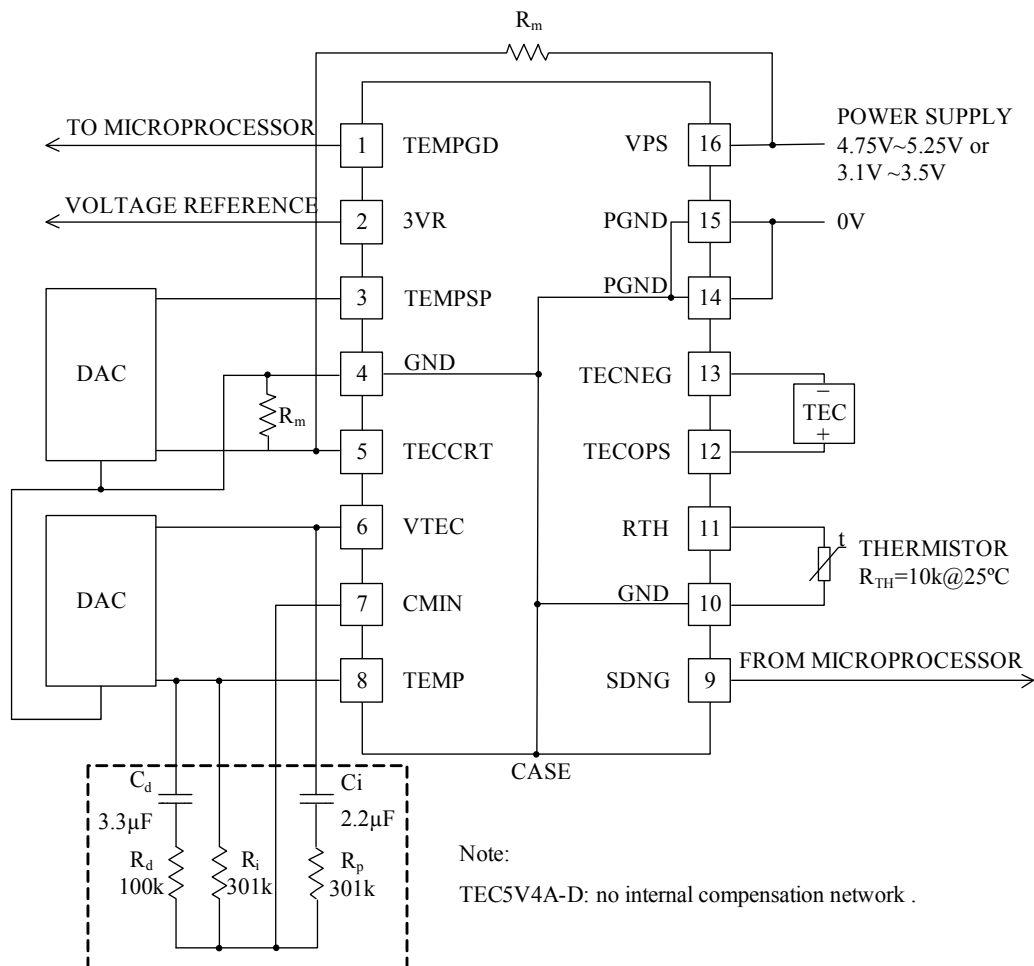 Rm
TO MICROPROCESSOR
1
TEMPGD
VPS
16
POWER SUPPLY
4.75V~5.25V or
3.1V ~3.5V
VOLTAGE REFERENCE
2
3VR
PGND
15
0V
3
TEMPSP
PGND
14
DAC
4
GND
TECNEG
13
−
TEC
+
Rm
5
TECCRT
TECOPS
12
6
VTEC
RTH
11
t
THERMISTOR
RTH=10k@25ºC
DAC
7
CMIN
GND
10
8
TEMP
SDNG
9
FROM MICROPROCESSOR
CASE
Cd
3.3µF
Ci
2.2µF
Rd
100k
Ri
301k
Rp
301k
Note:
TEC5V4A-D: no internal compensation network .